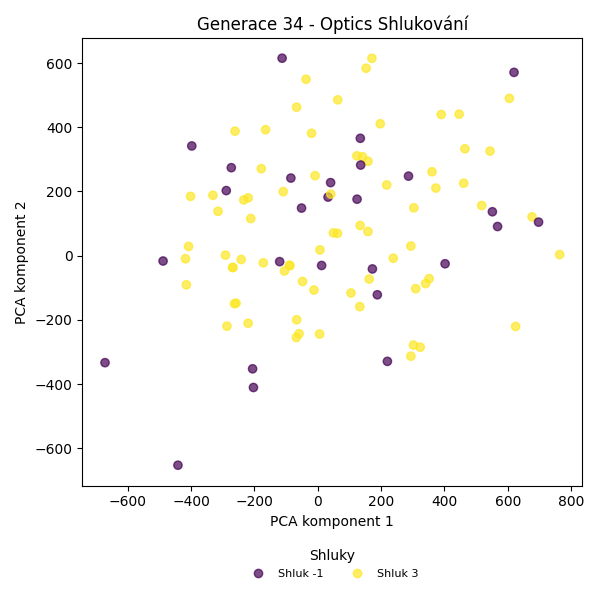 Generace 34 - Optics Shlukování
600
400
200
0
−200
−400
−600
PCA komponent 2
−600 −400 −200 0 200 400 600 800
PCA komponent 1
Shluky
Shluk -1 Shluk 3